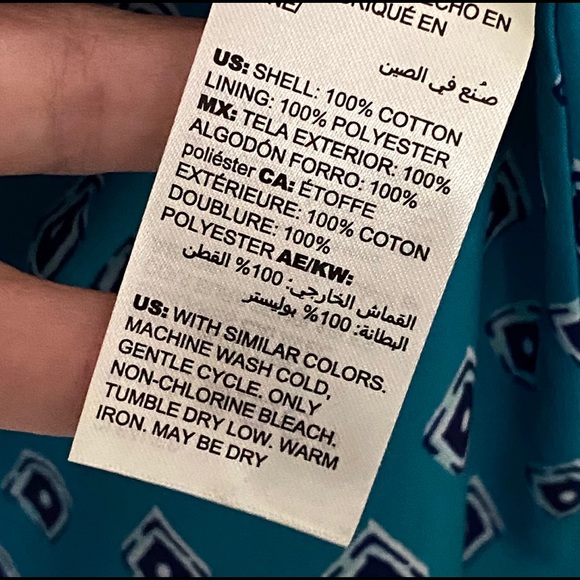 ECHO EN
RIQUÉ EN
صُنع في الصين
US: SHELL: 100% COTTON
LINING: 100% POLYESTER
MX: TELA EXTERIOR: 100%
ALGODÓN FORRO: 100%
poliéster CA: ÉTOFFE
EXTÉRIEURE: 100% COTON
DOUBLURE: 100%
POLYESTER AE/KW:
القماش الخارجي: 100% القطن
البطانة: 100% بوليستر
US: WITH SIMILAR COLORS.
MACHINE WASH COLD,
GENTLE CYCLE. ONLY
NON-CHLORINE BLEACH.
TUMBLE DRY LOW. WARM
IRON. MAY BE DRY